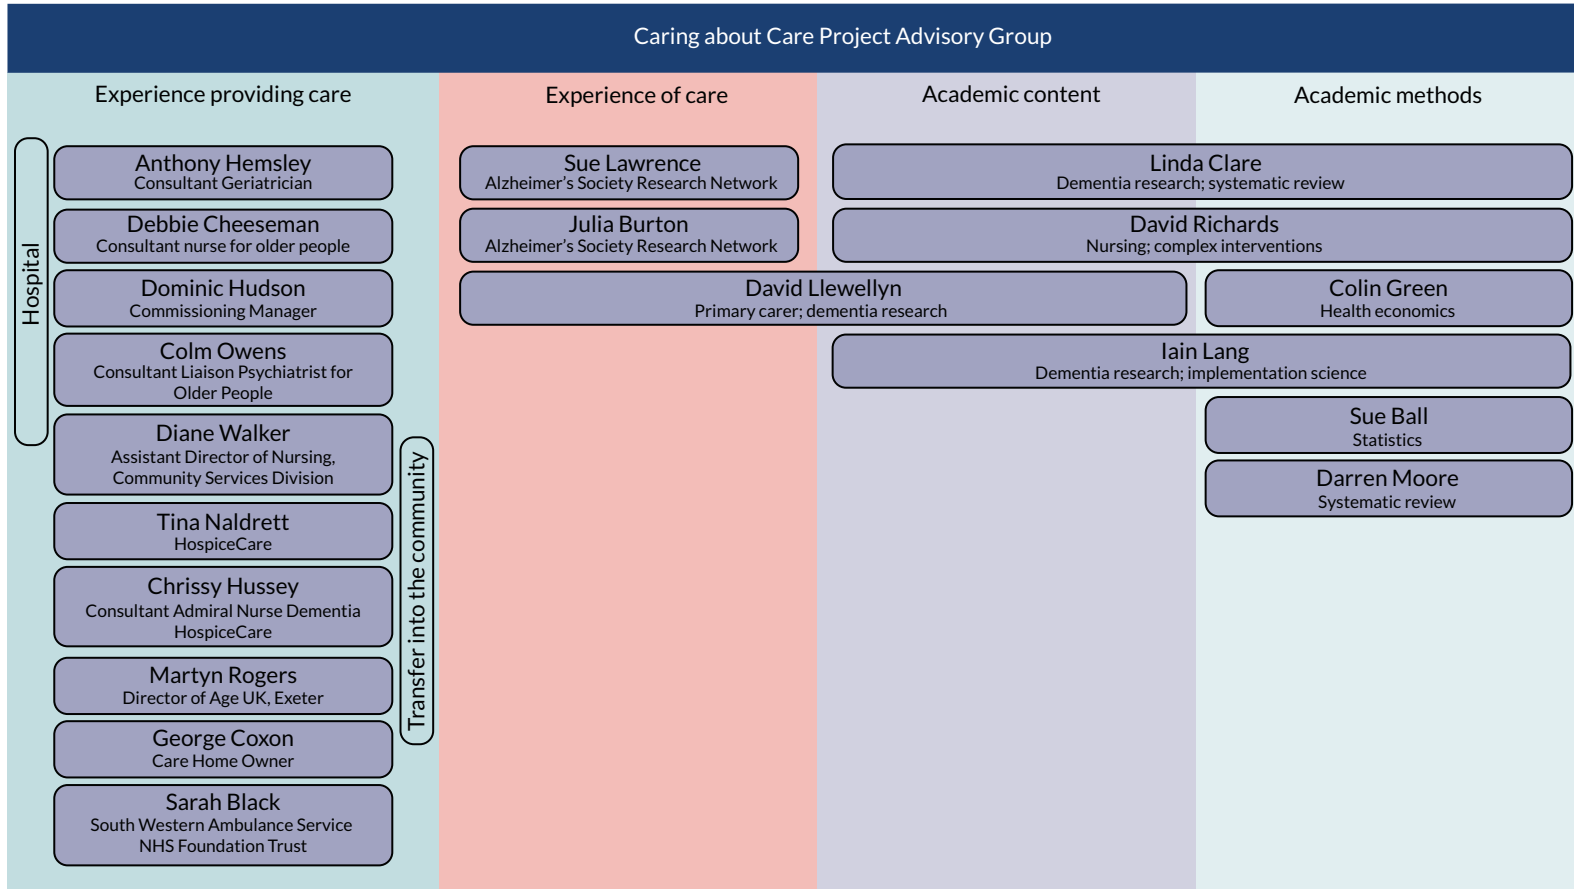 Caring about Care Project Advisory Group
Experience providing care
Hospital
Anthony Hemsley
Consultant Geriatrician
Debbie Cheeseman
Consultant nurse for older people
Dominic Hudson
Commissioning Manager
Colm Owens
Consultant Liaison Psychiatrist for
Older People
Diane Walker
Assistant Director of Nursing,
Community Services Division
Transfer into the community
Tina Naldrett
HospiceCare
Chrissy Hussey
Consultant Admiral Nurse Dementia
HospiceCare
Martyn Rogers
Director of Age UK, Exeter
George Coxon
Care Home Owner
Sarah Black
South Western Ambulance Service
NHS Foundation Trust
Experience of care
Sue Lawrence
Alzheimer’s Society Research Network
Julia Burton
Alzheimer’s Society Research Network
David Llewellyn
Primary carer; dementia research
Academic content
Academic methods
Linda Clare
Dementia research; systematic review
David Richards
Nursing; complex interventions
Colin Green
Health economics
Iain Lang
Dementia research; implementation science
Sue Ball
Statistics
Darren Moore
Systematic review